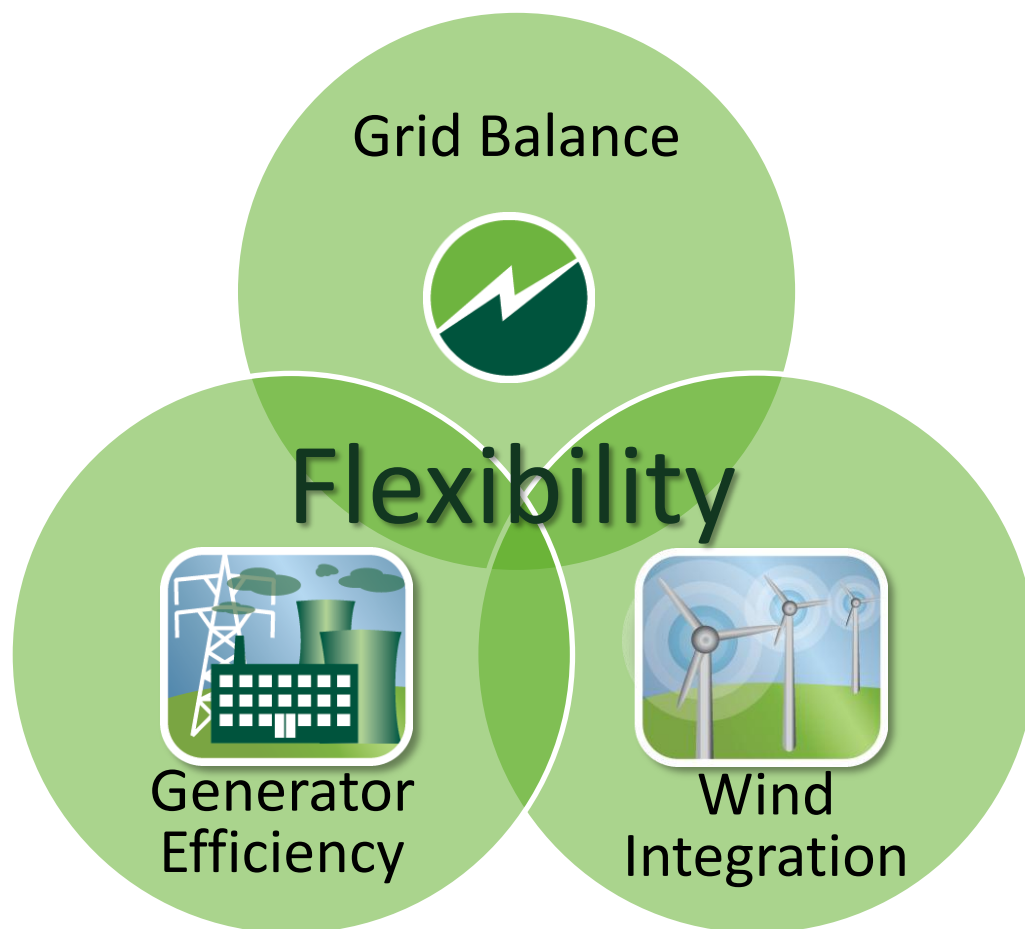 Grid Balance
Flexibility
Generator
Efficiency
Wind
Integration